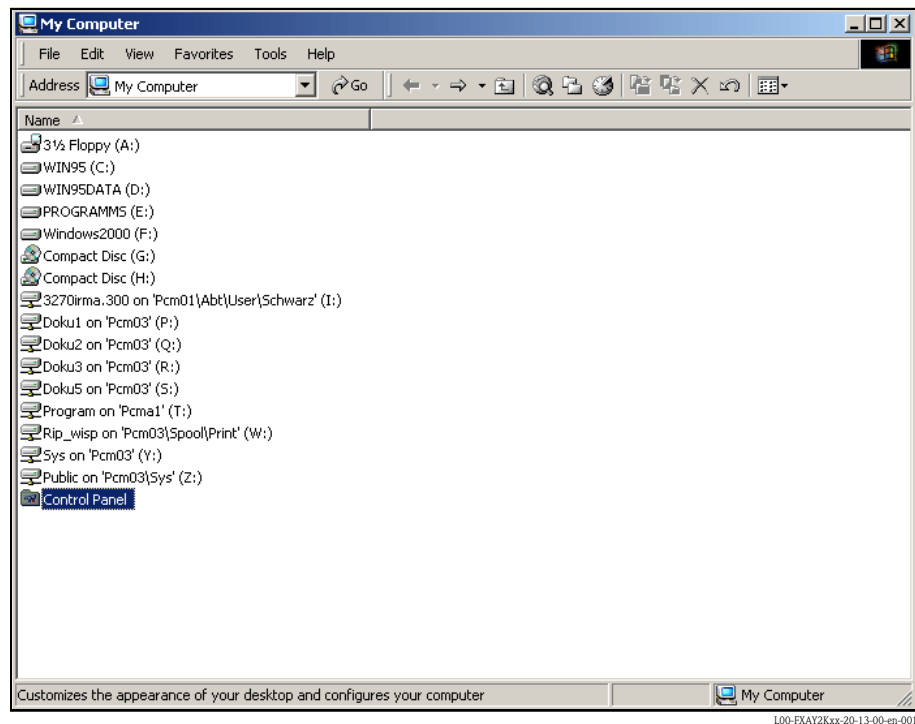 My Computer
File Edit View Favorites Tools Help
Address My Computer Go
Name
3½ Floppy (A:)
WIN95 (C:)
WIN95DATA (D:)
PROGRAMMS (E:)
Windows2000 (F:)
Compact Disc (G:)
Compact Disc (H:)
3270irma.300 on 'Pcm01\Abt\User\Schwarz' (I:)
Doku1 on 'Pcm03' (P:)
Doku2 on 'Pcm03' (Q:)
Doku3 on 'Pcm03' (R:)
Doku5 on 'Pcm03' (S:)
Program on 'Pcma1' (T:)
Rip_wisp on 'Pcm03\Spool\Print' (W:)
Sys on 'Pcm03' (Y:)
Public on 'Pcm03\Sys' (Z:)
Control Panel
Customizes the appearance of your desktop and configures your computer My Computer
L00-FXAY2Kxx-20-13-00-en-001